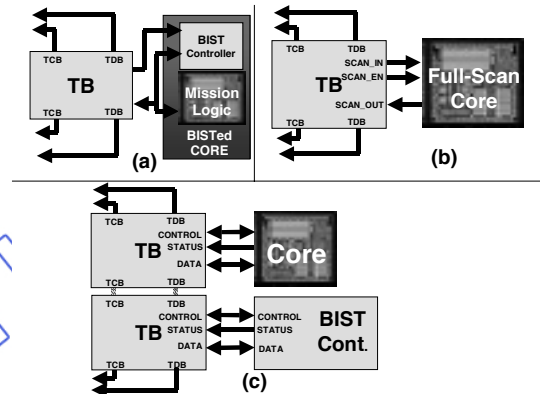 TCB TDB
TB
BIST
Controller
Mission
Logic
BISTed
CORE
TCB TDB
(a)
TCB TDB
TB
SCAN_IN
SCAN_EN
SCAN_OUT
Full-Scan
Core
TCB TDB
(b)
TCB TDB
TB
CONTROL
STATUS
DATA
Core
TCB TDB
TCB TDB
TB
CONTROL
STATUS
DATA
CONTROL
STATUS
DATA
BIST
Cont.
TCB TDB
(c)